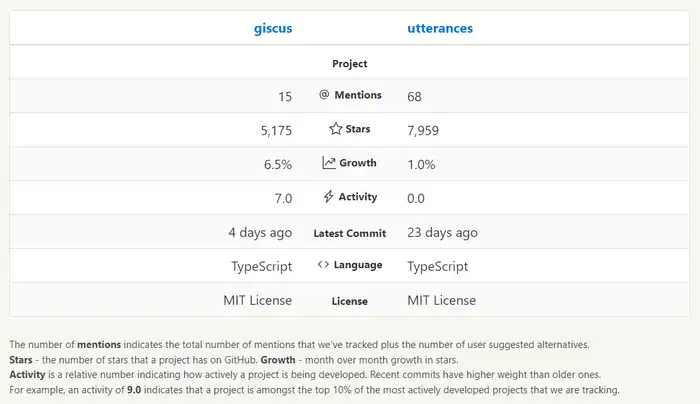 giscus utterances
Project
15 Mentions 68
5,175 Stars 7,959
6.5% Growth 1.0%
7.0 Activity 0.0
4 days ago Latest Commit 23 days ago
TypeScript <> Language TypeScript
MIT License License MIT License
The number of mentions indicates the total number of mentions that we've tracked plus the number of user suggested alternatives.
Stars - the number of stars that a project has on GitHub. Growth - month over month growth in stars.
Activity is a relative number indicating how actively a project is being developed. Recent commits have higher weight than older ones.
For example, an activity of 9.0 indicates that a project is amongst the top 10% of the most actively developed projects that we are tracking.